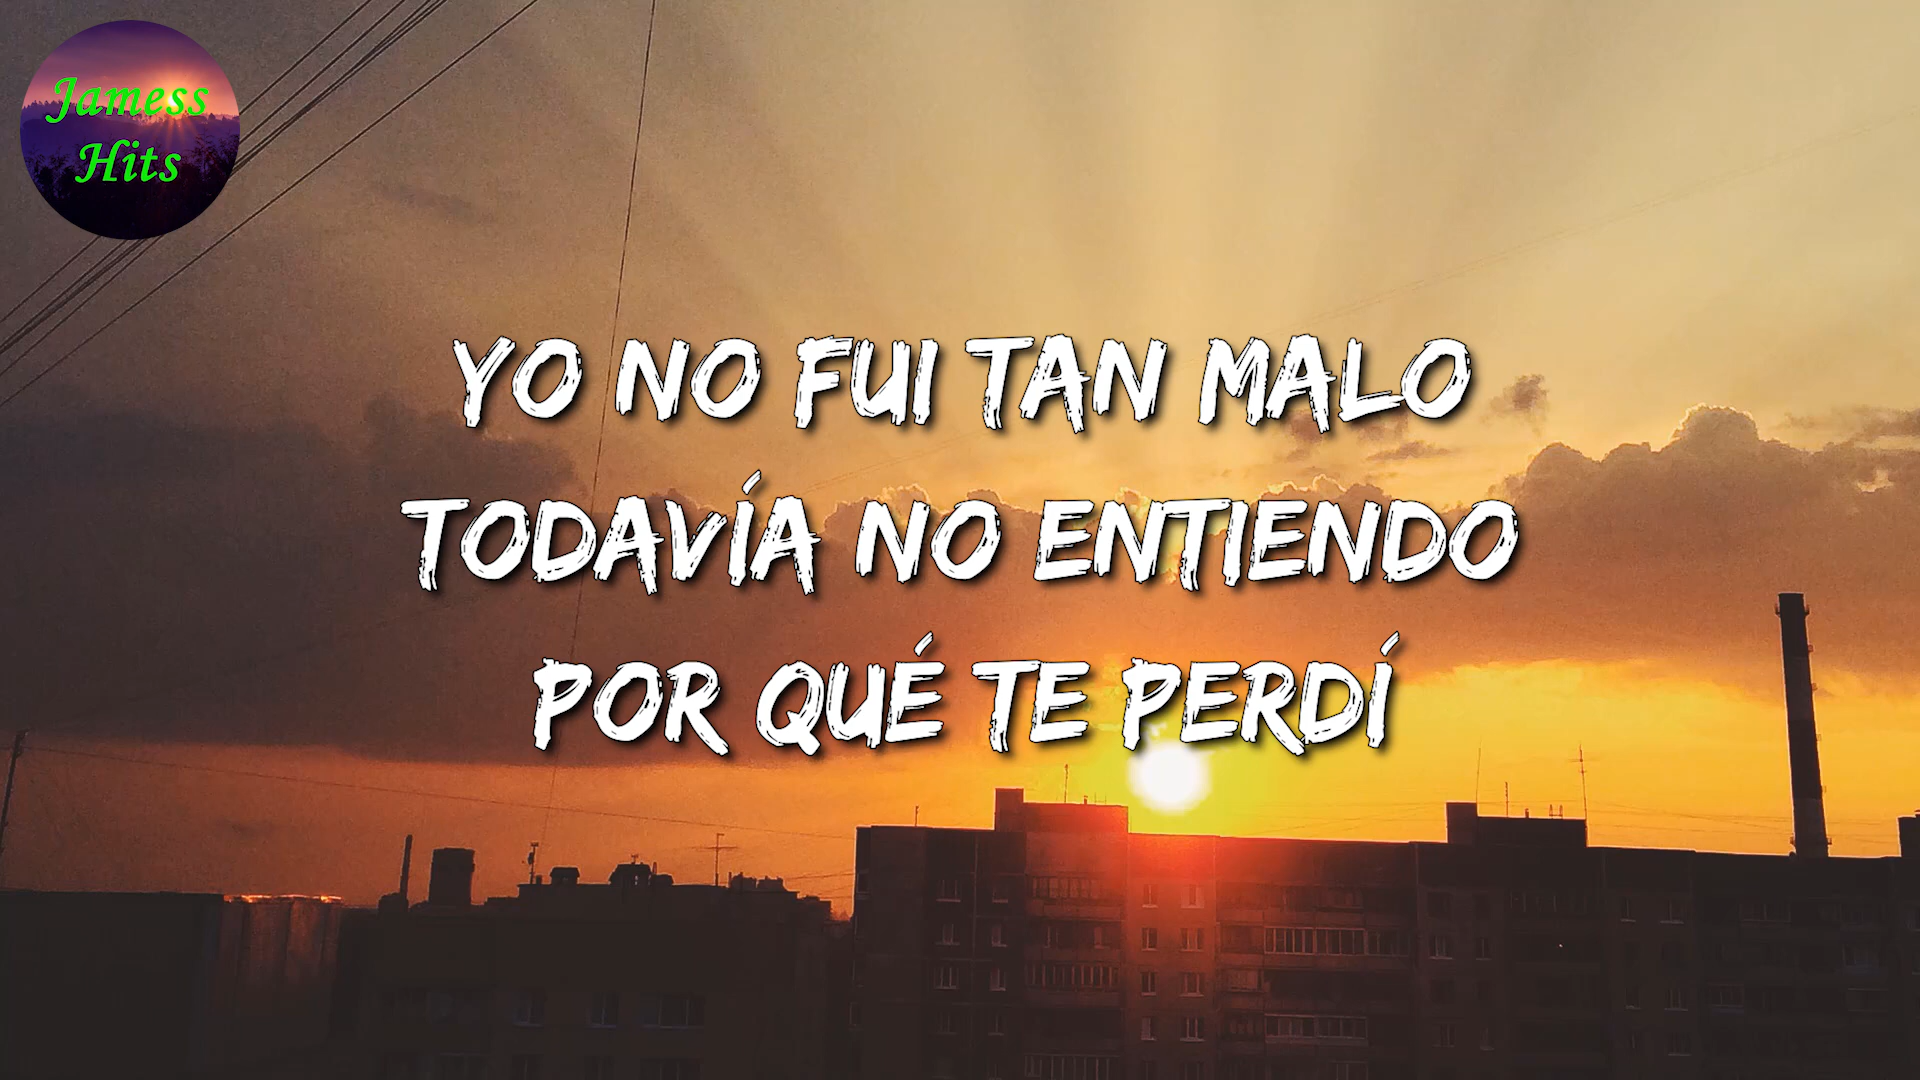 Jamess
Hits
YO NO FUI TAN MALO
TODAVÍA NO ENTIENDO
POR QUÉ TE PERDÍ